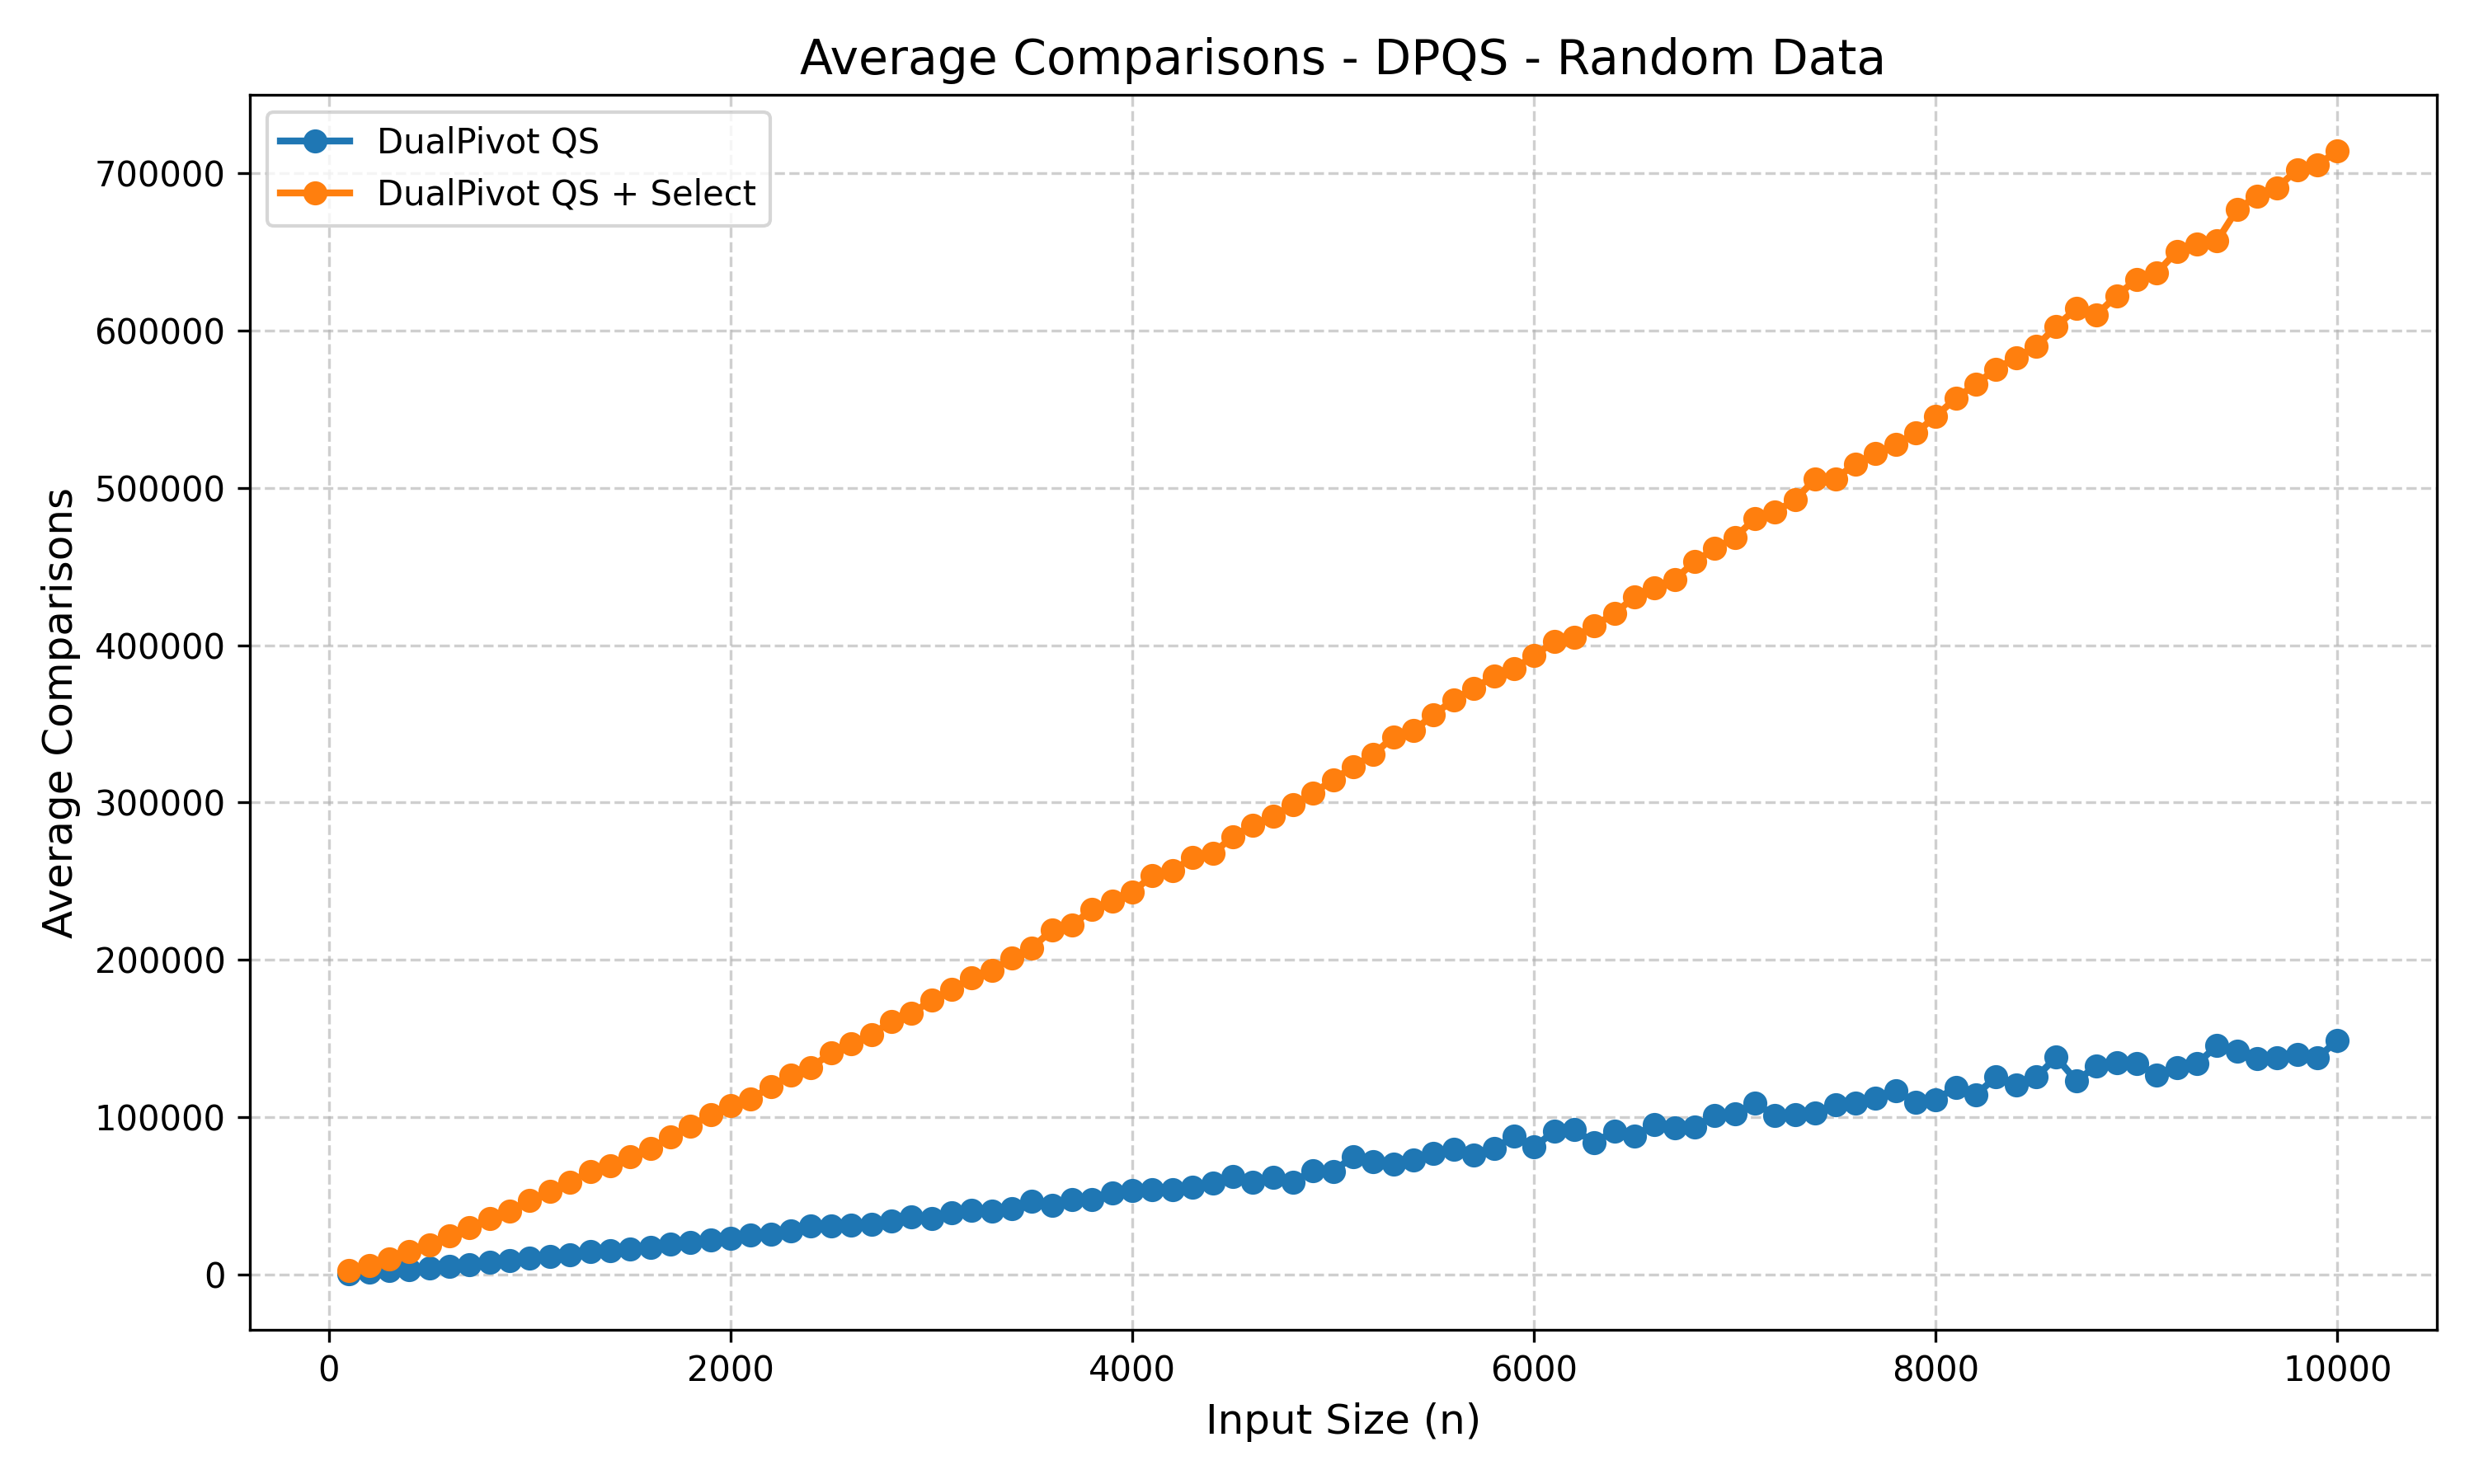 Average Comparisons - DPQS - Random Data
DualPivot QS
DualPivot QS + Select
Average Comparisons
700000
600000
500000
400000
300000
200000
100000
0
0 2000 4000 6000 8000 10000
Input Size (n)